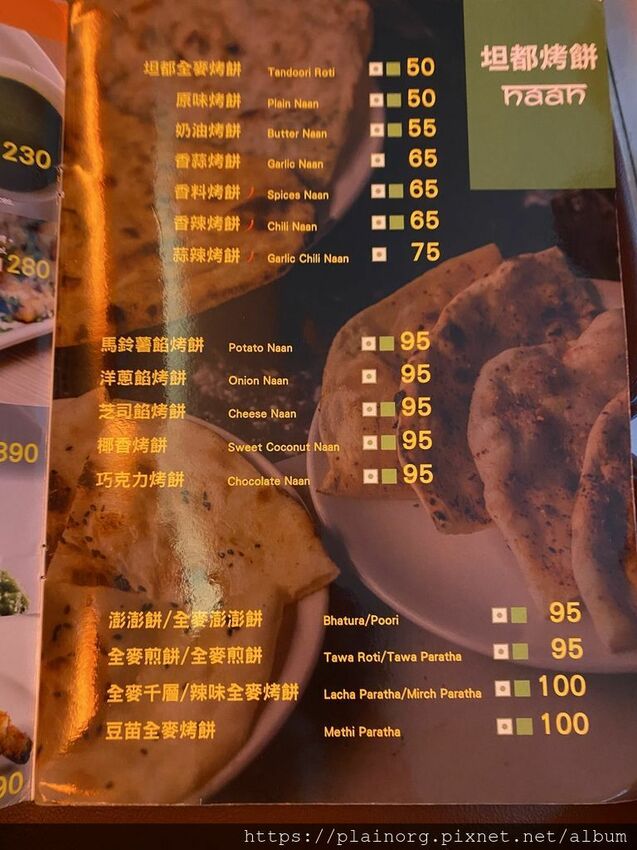 坦都烤餅
naan
坦都全麥烤餅 Tandoori Roti 50
原味烤餅 Plain Naan 50
奶油烤餅 Butter Naan 55
香蒜烤餅 Garlic Naan 65
香料烤餅 Spices Naan 65
香辣烤餅 Chili Naan 65
蒜辣烤餅 Garlic Chili Naan 75
馬鈴薯餡烤餅 Potato Naan 95
洋蔥餡烤餅 Onion Naan 95
芝司餡烤餅 Cheese Naan 95
椰香烤餅 Sweet Coconut Naan 95
巧克力烤餅 Chocolate Naan 95
澎澎餅/全麥澎澎餅 Bhatura/Poori 95
全麥煎餅/全麥煎餅 Tawa Roti/Tawa Paratha 95
全麥千層/辣味全麥烤餅 Lacha Paratha/Mirch Paratha 100
豆苗全麥烤餅 Methi Paratha 100
230
280
390
90
https://plainorg.pixnet.net/album